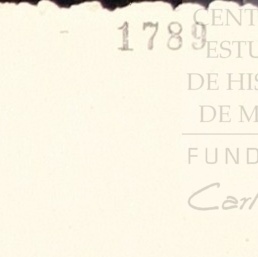 1789
CENT
ESTU
DE HIS
DE M
FUND
Carl